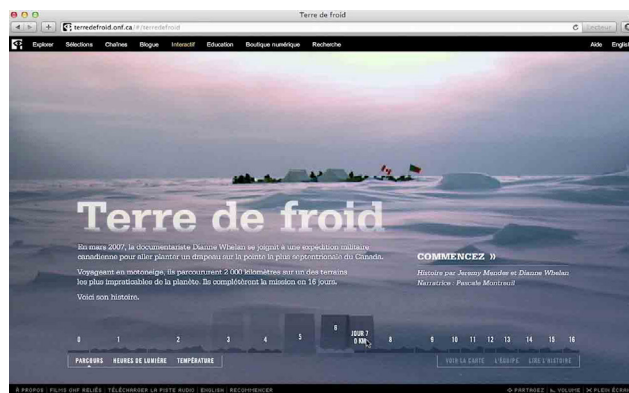 Terre de froid
terredefroid.onf.ca/#/terredefroid
Explorer Sélections Chaînes Blogue Interactif Éducation Boutique numérique Recherche Aide English
Terre de froid
En mars 2007, la documentariste Dianne Whelan se joignit à une expédition militaire
canadienne pour aller planter un drapeau sur la pointe la plus septentrionale du Canada.
Voyageant en motoneige, ils parcoururent 2 000 kilomètres sur un des terrains
les plus impraticables de la planète. Ils complétèrent la mission en 16 jours.
Voici son histoire.
COMMENCEZ »
Histoire par Jeremy Mendes et Dianne Whelan
Narratrice : Pascale Montreuil
0 1 2 3 4 5 6 JOUR 7 8 9 10 11 12 13 14 15 16
0 KM
PARCOURS HEURES DE LUMIÈRE TEMPÉRATURE
VOIR LA CARTE L'ÉQUIPE LIRE L'HISTOIRE
À PROPOS | FILMS ONF RELIÉS | TÉLÉCHARGER LA PISTE AUDIO | ENGLISH | RECOMMENCER
PARTAGEZ | VOLUME | PLEIN ÉCRAN